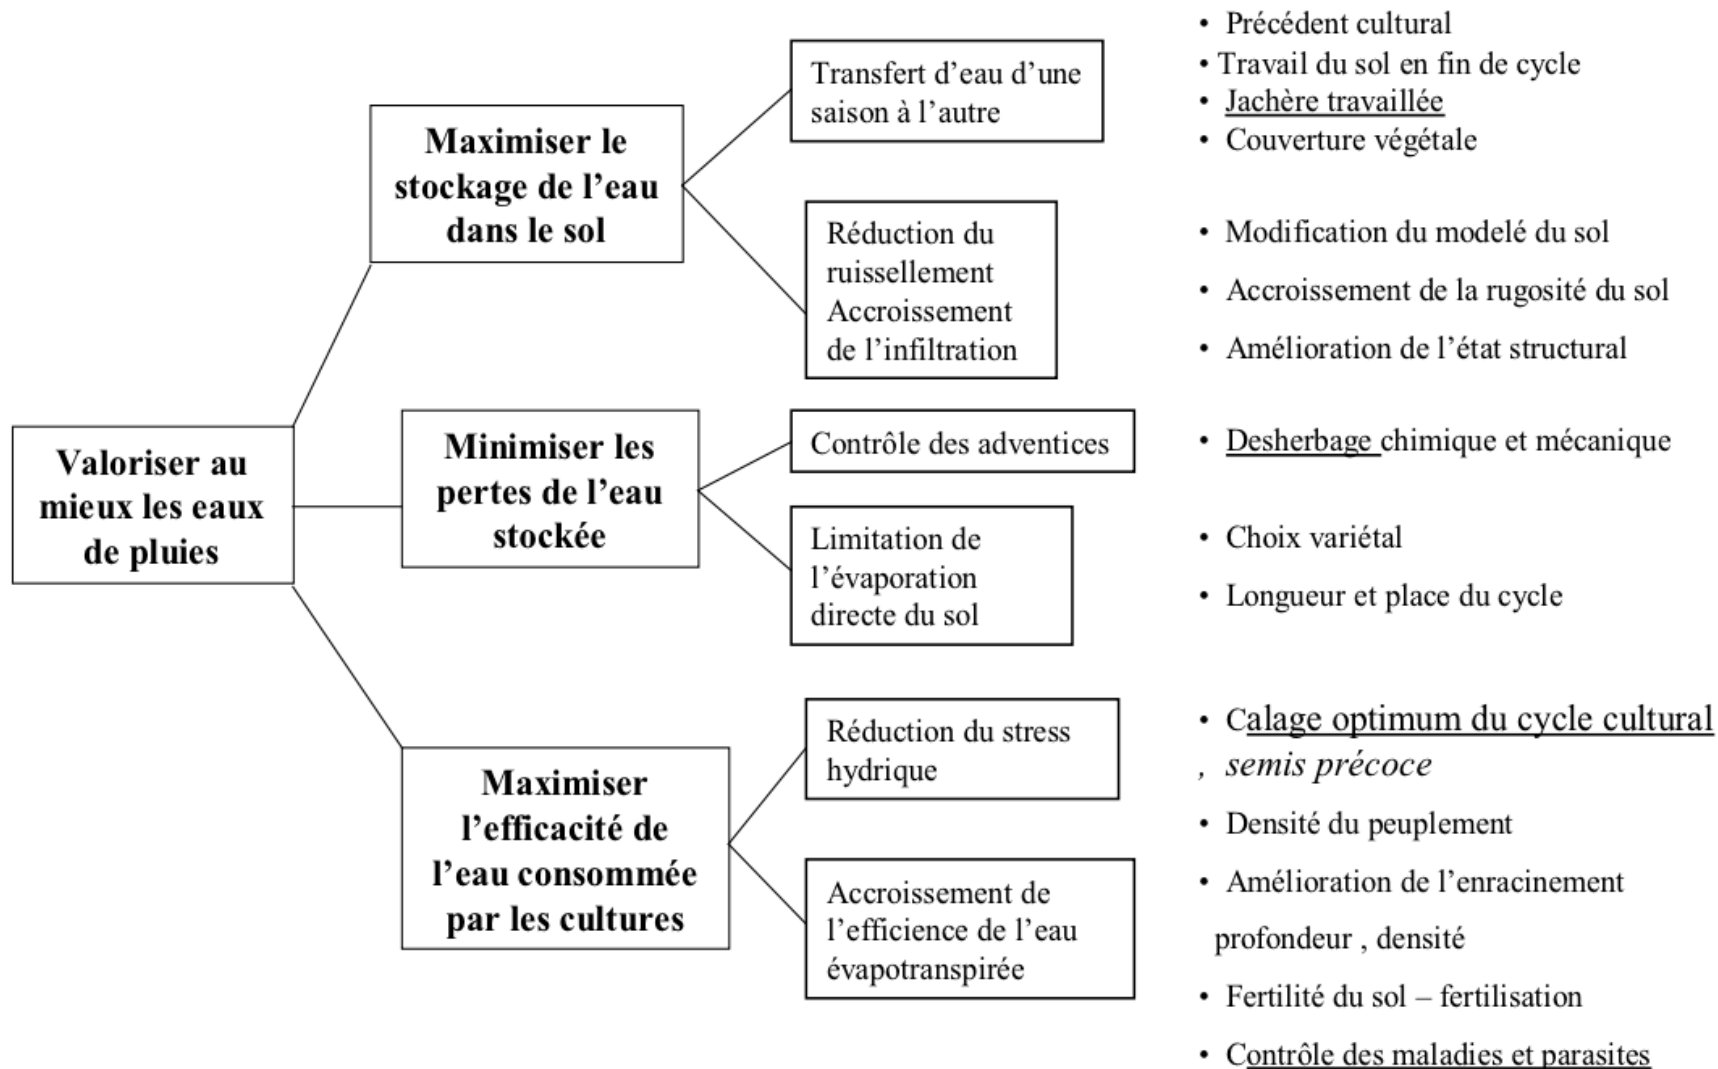 Valoriser au
mieux les eaux
de pluies
Maximiser le
stockage de l'eau
dans le sol
Transfert d'eau d'une
saison à l'autre
• Précédent cultural
• Travail du sol en fin de cycle
• Jachère travaillée
• Couverture végétale
Réduction du
ruissellement
Accroissement
de l'infiltration
• Modification du modelé du sol
• Accroissement de la rugosité du sol
• Amélioration de l'état structural
Minimiser les
pertes de l'eau
stockée
Contrôle des adventices
• Desherbage chimique et mécanique
Limitation de
l'évaporation
directe du sol
• Choix variétal
• Longueur et place du cycle
Maximiser
l'efficacité de
l'eau consommée
par les cultures
Réduction du stress
hydrique
Accroissement de
l'efficience de l'eau
évapotranspirée
• Calage optimum du cycle cultural
, semis précoce
• Densité du peuplement
• Amélioration de l'enracinement
profondeur , densité
• Fertilité du sol – fertilisation
• Contrôle des maladies et parasites